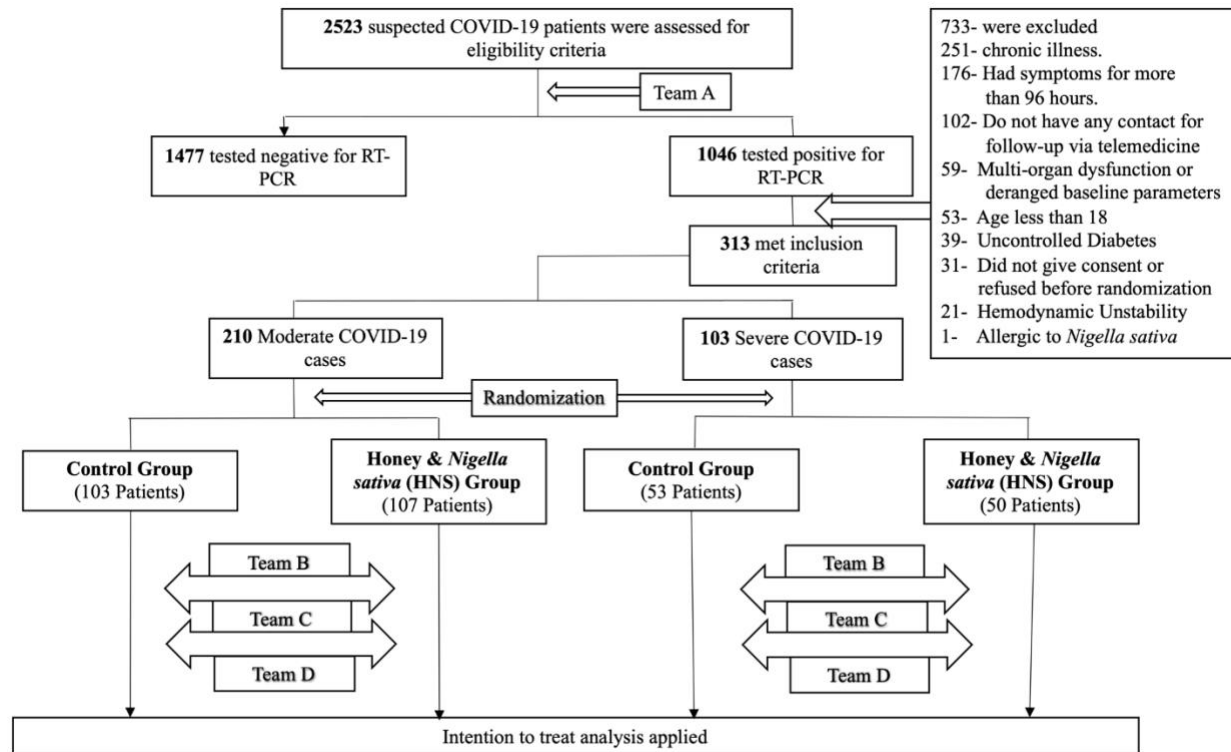 2523 suspected COVID-19 patients were assessed for
eligibility criteria
Team A
1477 tested negative for RT-
PCR
1046 tested positive for
RT-PCR
733- were excluded
251- chronic illness.
176- Had symptoms for more
than 96 hours.
102- Do not have any contact for
follow-up via telemedicine
59- Multi-organ dysfunction or
deranged baseline parameters
53- Age less than 18
39- Uncontrolled Diabetes
31- Did not give consent or
refused before randomization
21- Hemodynamic Unstability
1- Allergic to Nigella sativa
313 met inclusion
criteria
210 Moderate COVID-19
cases
103 Severe COVID-19
cases
Randomization
Control Group
(103 Patients)
Honey & Nigella
sativa (HNS) Group
(107 Patients)
Control Group
(53 Patients)
Honey & Nigella
sativa (HNS) Group
(50 Patients)
Team B
Team C
Team D
Team B
Team C
Team D
Intention to treat analysis applied